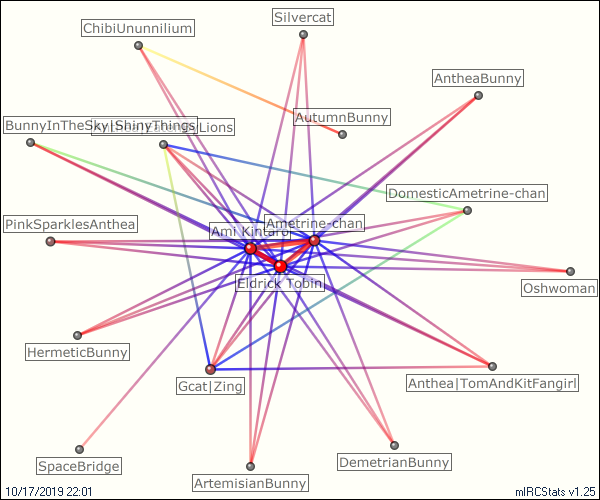 Silvercat
ChibiUnunnilium
AntheaBunny
AutumnBunny
BunnyInTheSky|ShinyThings
Lions
DomesticAmetrine-chan
PinkSparklesAnthea
Ametrine-chan
Ami Kintaro
Eldrick Tobin
Oshwoman
HermeticBunny
Gcat|Zing
Anthea|TomAndKitFangirl
DemetrianBunny
SpaceBridge
ArtemisianBunny
10/17/2019 22:01 mIRCStats v1.25